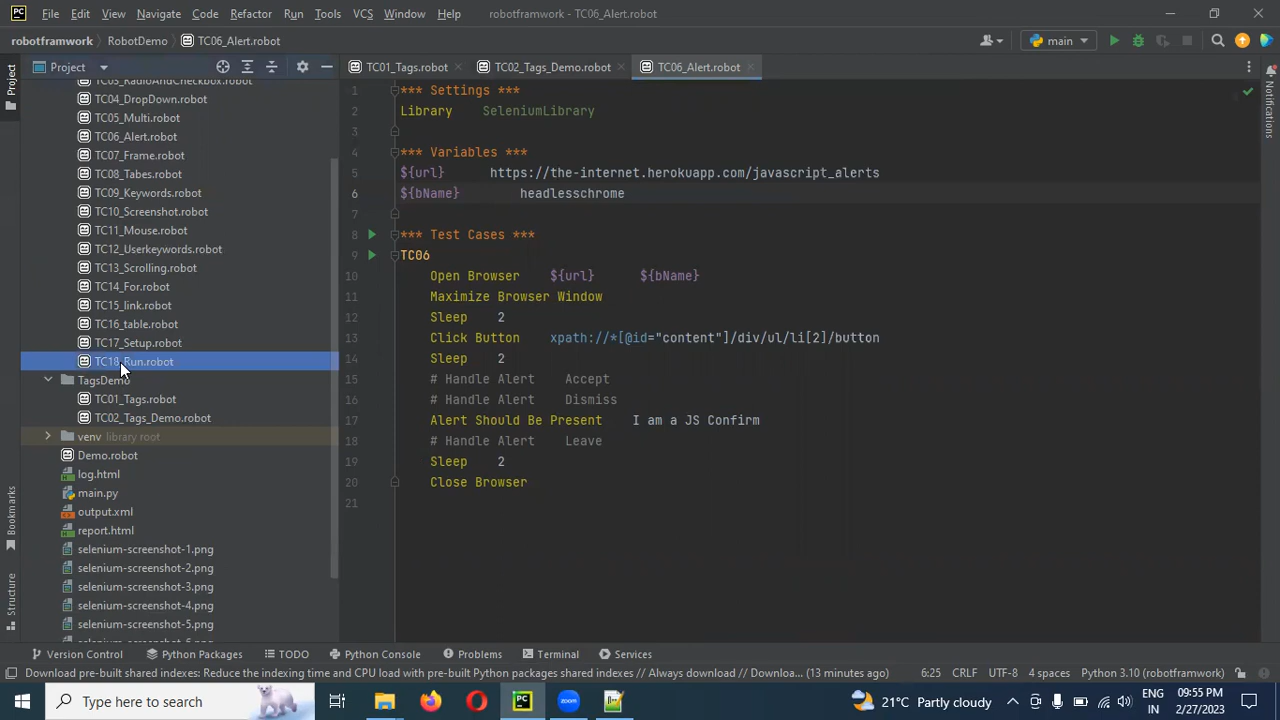 PC File Edit View Navigate Code Refactor Run Tools VCS Window Help robotframwork - TC06_Alert.robot
robotframwork RobotDemo TC06_Alert.robot main
Project TC01_Tags.robot TC02_Tags_Demo.robot TC06_Alert.robot
Project
Notifications
Bookmarks
Structure
TC03_RadioAndCheckbox.robot
TC04_DropDown.robot
TC05_Multi.robot
TC06_Alert.robot
TC07_Frame.robot
TC08_Tabes.robot
TC09_Keywords.robot
TC10_Screenshot.robot
TC11_Mouse.robot
TC12_Userkeywords.robot
TC13_Scrolling.robot
TC14_For.robot
TC15_link.robot
TC16_table.robot
TC17_Setup.robot
TC18_Run.robot
TagsDemo
TC01_Tags.robot
TC02_Tags_Demo.robot
venv library root
Demo.robot
log.html
main.py
output.xml
report.html
selenium-screenshot-1.png
selenium-screenshot-2.png
selenium-screenshot-3.png
selenium-screenshot-4.png
selenium-screenshot-5.png
1 *** Settings ***
2 Library SeleniumLibrary
3
4 *** Variables ***
5 ${url} https://the-internet.herokuapp.com/javascript_alerts
6 ${bName} headlesschrome
7
8 *** Test Cases ***
9 TC06
10 Open Browser ${url} ${bName}
11 Maximize Browser Window
12 Sleep 2
13 Click Button xpath://*[@id="content"]/div/ul/li[2]/button
14 Sleep 2
15 # Handle Alert Accept
16 # Handle Alert Dismiss
17 Alert Should Be Present I am a JS Confirm
18 # Handle Alert Leave
19 Sleep 2
20 Close Browser
21
Version Control Python Packages TODO Python Console Problems Terminal Services
Download pre-built shared indexes: Reduce the indexing time and CPU load with pre-built Python packages shared indexes // Always download // Downloa... (13 minutes ago) 6:25 CRLF UTF-8 4 spaces Python 3.10 (robotframwork)
Type here to search PC zoom 21°C Partly cloudy ENG IN 09:55 PM 2/27/2023